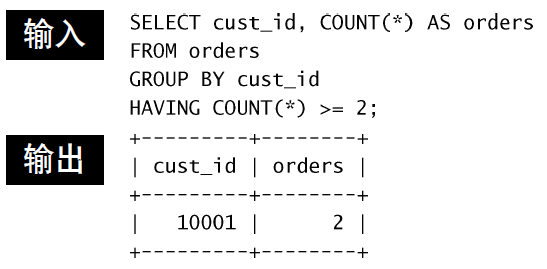 输入
SELECT cust_id, COUNT(*) AS orders
FROM orders
GROUP BY cust_id
HAVING COUNT(*) >= 2;
输出
+---------+--------+
| cust_id | orders |
+---------+--------+
|   10001 |      2 |
+---------+--------+